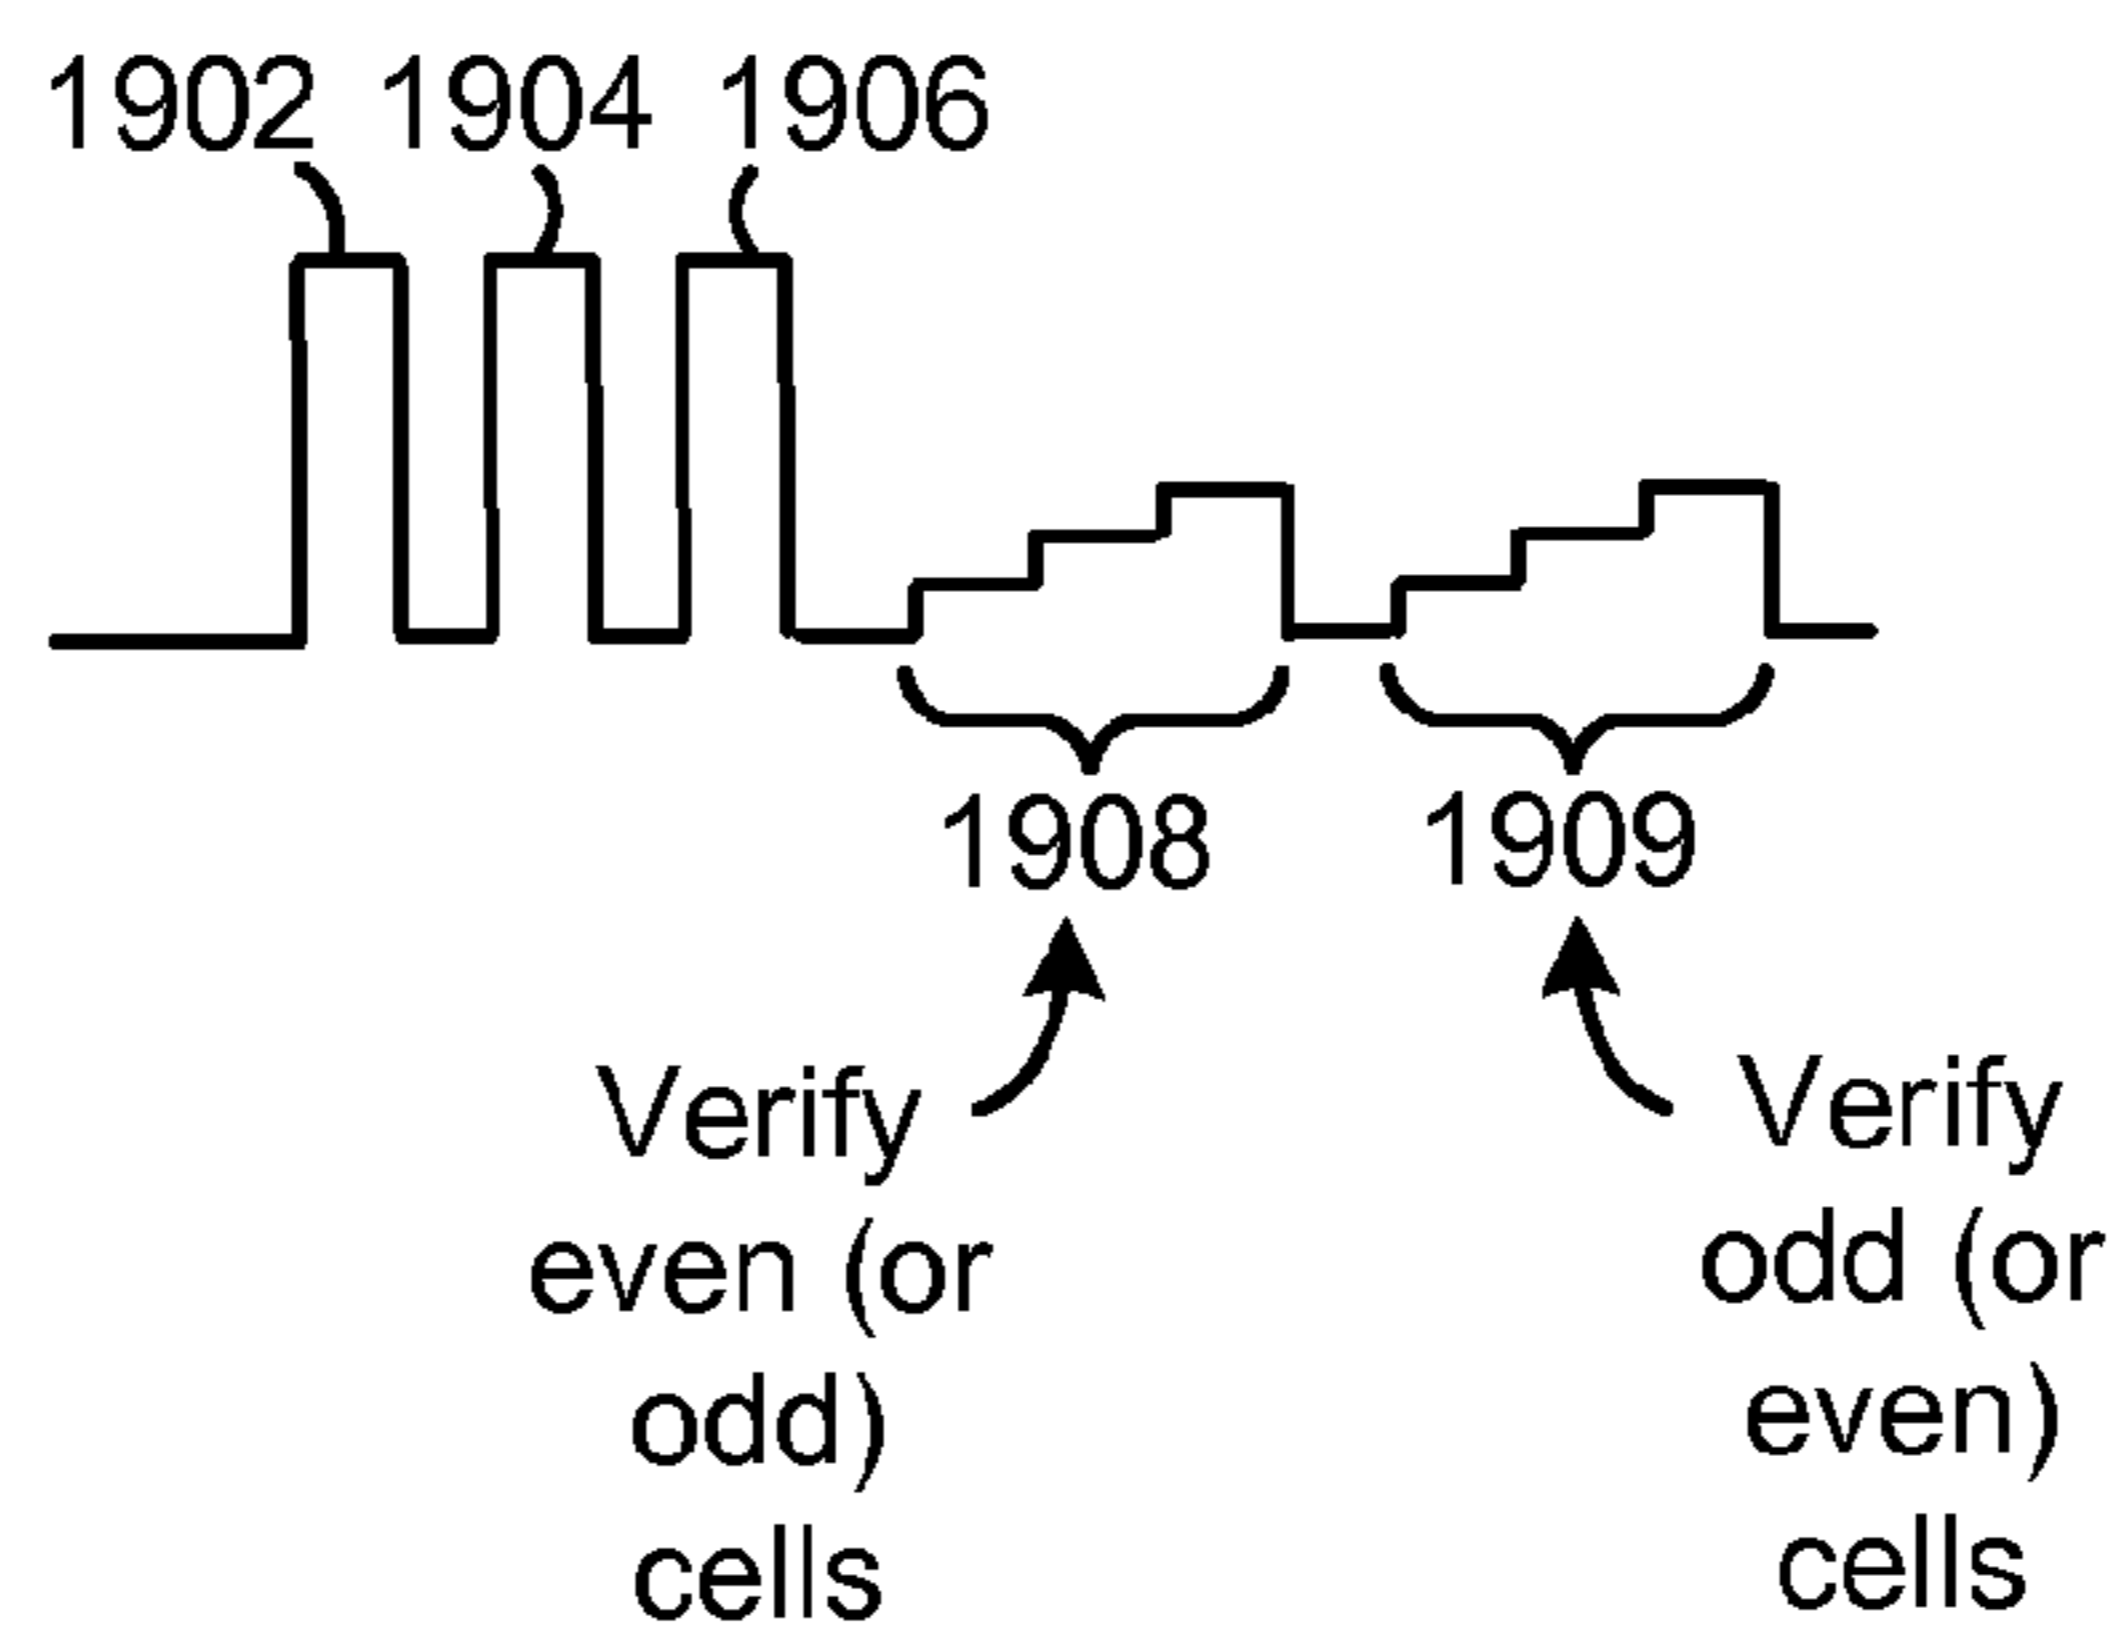 1902 1904 1906
1908 1909
Verify
even (or
odd)
cells
Verify
odd (or
even)
cells